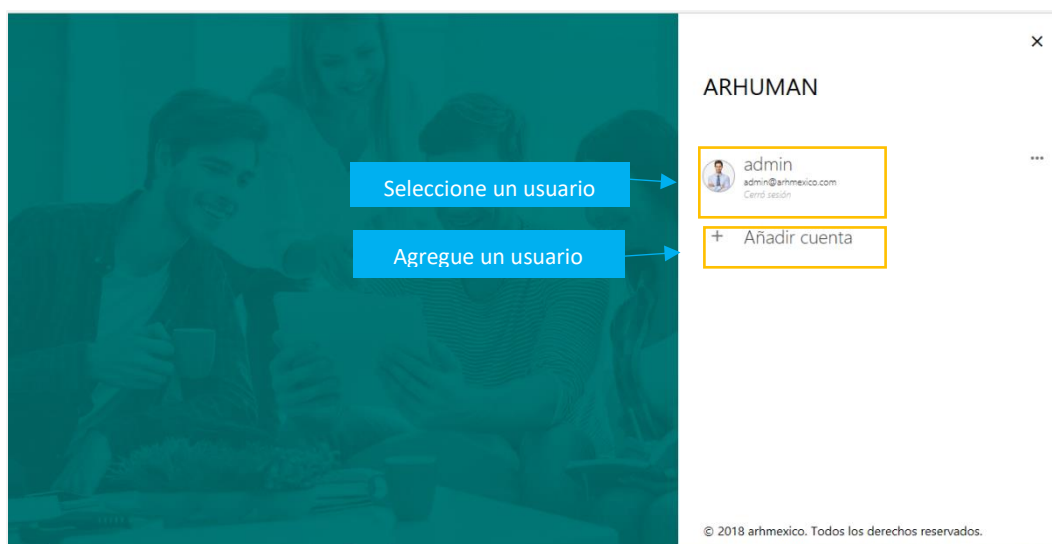 ARHUMAN
admin
admin@arhmexico.com
Cerró sesión
Seleccione un usuario
Añadir cuenta
Agregue un usuario
© 2018 arhmexico. Todos los derechos reservados.